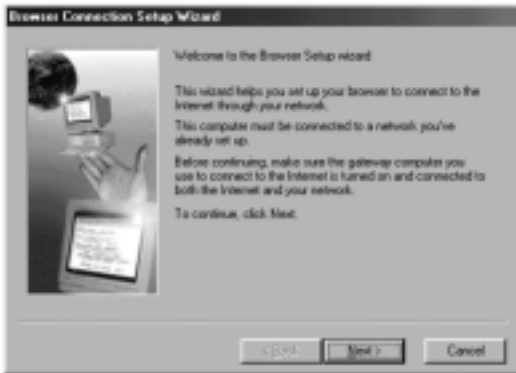 Browser Connection Setup Wizard
Welcome to the Browser Setup wizard
This wizard helps you set up your browser to connect to the
Internet through your network.
This computer must be connected to a network you've
already set up.
Before continuing, make sure the gateway computer you
use to connect to the Internet is turned on and connected to
both the Internet and your network.
To continue, click Next.
< Back
Next >
Cancel